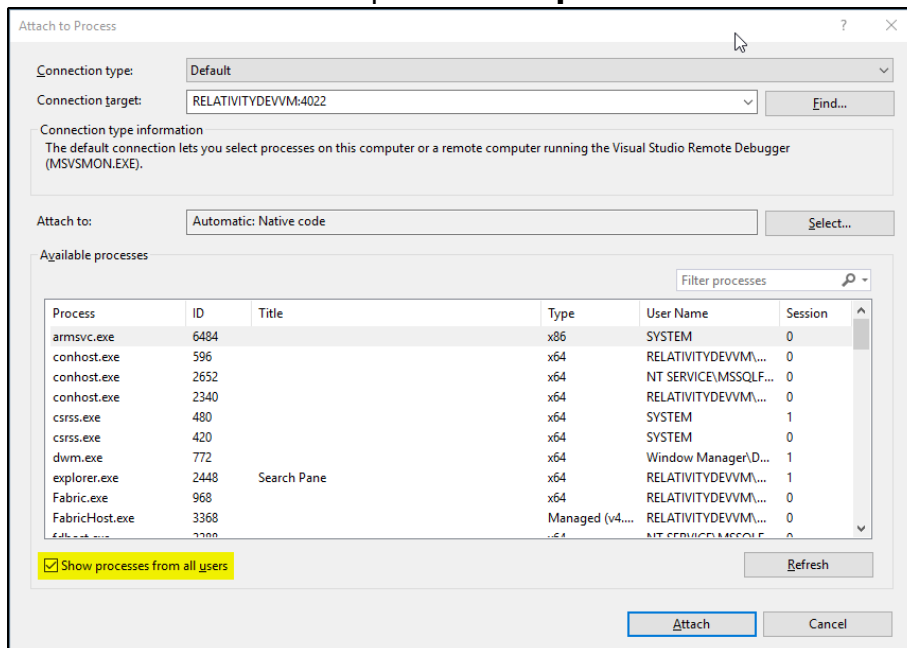 Attach to Process
Connection type: Default
Connection target: RELATIVITYDEVVM:4022 Find...
Connection type information
The default connection lets you select processes on this computer or a remote computer running the Visual Studio Remote Debugger
(MSVSMON.EXE).
Attach to: Automatic: Native code Select...
Available processes
Filter processes
Process ID Title Type User Name Session
armsvc.exe 6484 x86 SYSTEM 0
conhost.exe 596 x64 RELATIVITYDEVVM\... 0
conhost.exe 2652 x64 NT SERVICE\MSSQLF... 0
conhost.exe 2340 x64 RELATIVITYDEVVM\... 0
csrss.exe 480 x64 SYSTEM 1
csrss.exe 420 x64 SYSTEM 0
dwm.exe 772 x64 Window Manager\D... 1
explorer.exe 2448 Search Pane x64 RELATIVITYDEVVM\... 1
Fabric.exe 968 x64 RELATIVITYDEVVM\... 0
FabricHost.exe 3368 Managed (v4.... RELATIVITYDEVVM\... 0
Show processes from all users Refresh
Attach Cancel